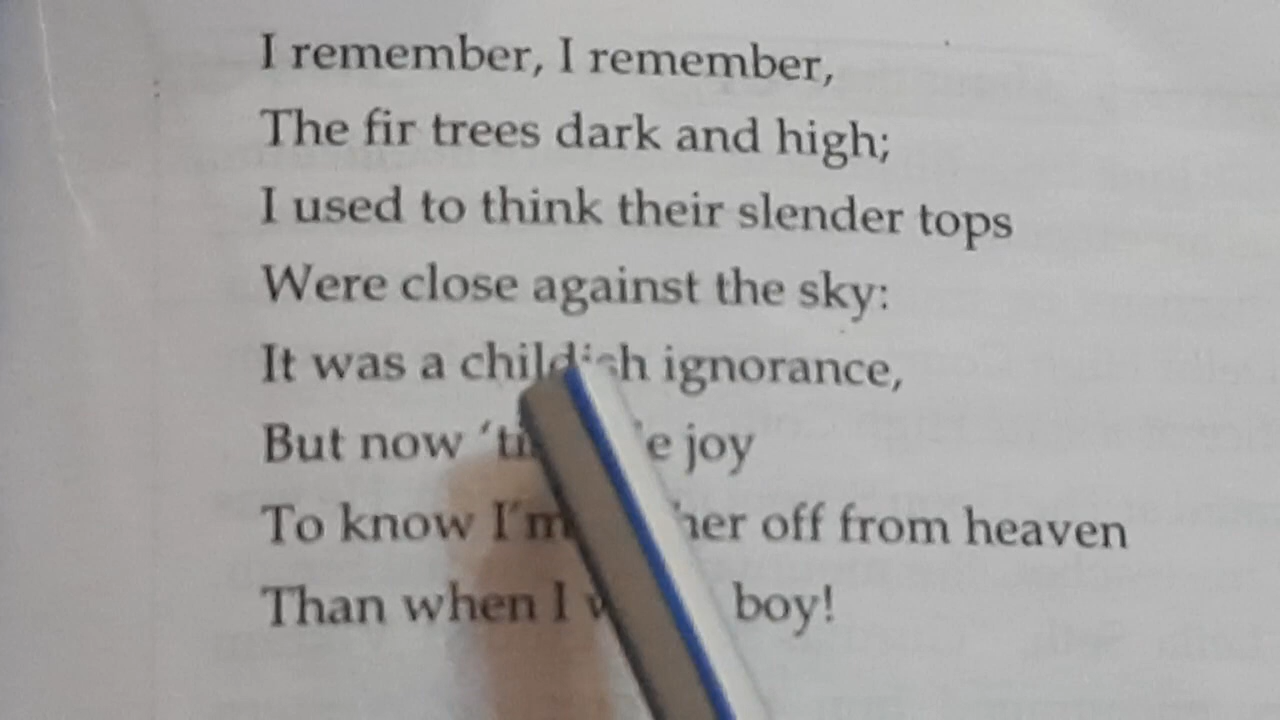 I remember, I remember,
The fir trees dark and high;
I used to think their slender tops
Were close against the sky:
It was a childish ignorance,
But now joy
To know I'm off from heaven
Than when I boy!